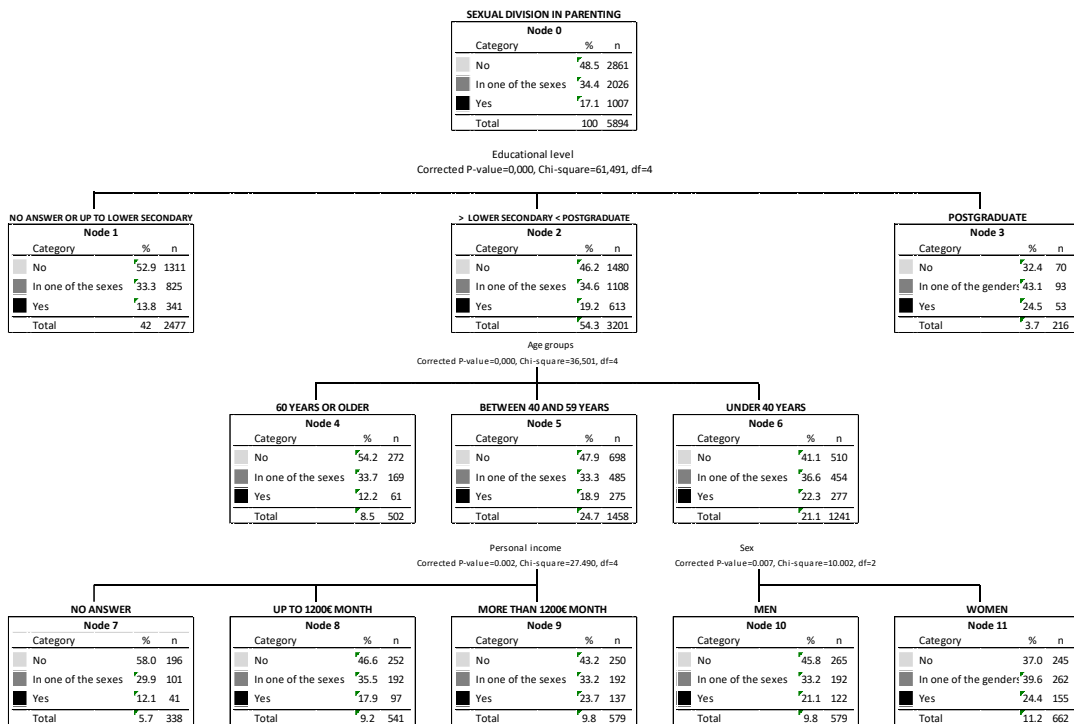 SEXUAL DIVISION IN PARENTING
Node 0
Category % n
No 48.5 2861
In one of the sexes 34.4 2026
Yes 17.1 1007
Total 100 5894
Educational level
Corrected P-value=0,000, Chi-square=61,491, df=4
NO ANSWER OR UP TO LOWER SECONDARY
Node 1
Category % n
No 52.9 1311
In one of the sexes 33.3 825
Yes 13.8 341
Total 42 2477
> LOWER SECONDARY < POSTGRADUATE
Node 2
Category % n
No 46.2 1480
In one of the sexes 34.6 1108
Yes 19.2 613
Total 54.3 3201
POSTGRADUATE
Node 3
Category % n
No 32.4 70
In one of the genders 43.1 93
Yes 24.5 53
Total 3.7 216
Age groups
Corrected P-value=0,000, Chi-square=36,501, df=4
60 YEARS OR OLDER
Node 4
Category % n
No 54.2 272
In one of the sexes 33.7 169
Yes 12.2 61
Total 8.5 502
BETWEEN 40 AND 59 YEARS
Node 5
Category % n
No 47.9 698
In one of the sexes 33.3 485
Yes 18.9 275
Total 24.7 1458
UNDER 40 YEARS
Node 6
Category % n
No 41.1 510
In one of the sexes 36.6 454
Yes 22.3 277
Total 21.1 1241
Personal income
Corrected P-value=0.002, Chi-square=27.490, df=4
Sex
Corrected P-value=0.007, Chi-square=10.002, df=2
NO ANSWER
Node 7
Category % n
No 58.0 196
In one of the sexes 29.9 101
Yes 12.1 41
Total 5.7 338
UP TO 1200€ MONTH
Node 8
Category % n
No 46.6 252
In one of the sexes 35.5 192
Yes 17.9 97
Total 9.2 541
MORE THAN 1200€ MONTH
Node 9
Category % n
No 43.2 250
In one of the sexes 33.2 192
Yes 23.7 137
Total 9.8 579
MEN
Node 10
Category % n
No 45.8 265
In one of the sexes 33.2 192
Yes 21.1 122
Total 9.8 579
WOMEN
Node 11
Category % n
No 37.0 245
In one of the genders 39.6 262
Yes 24.4 155
Total 11.2 662